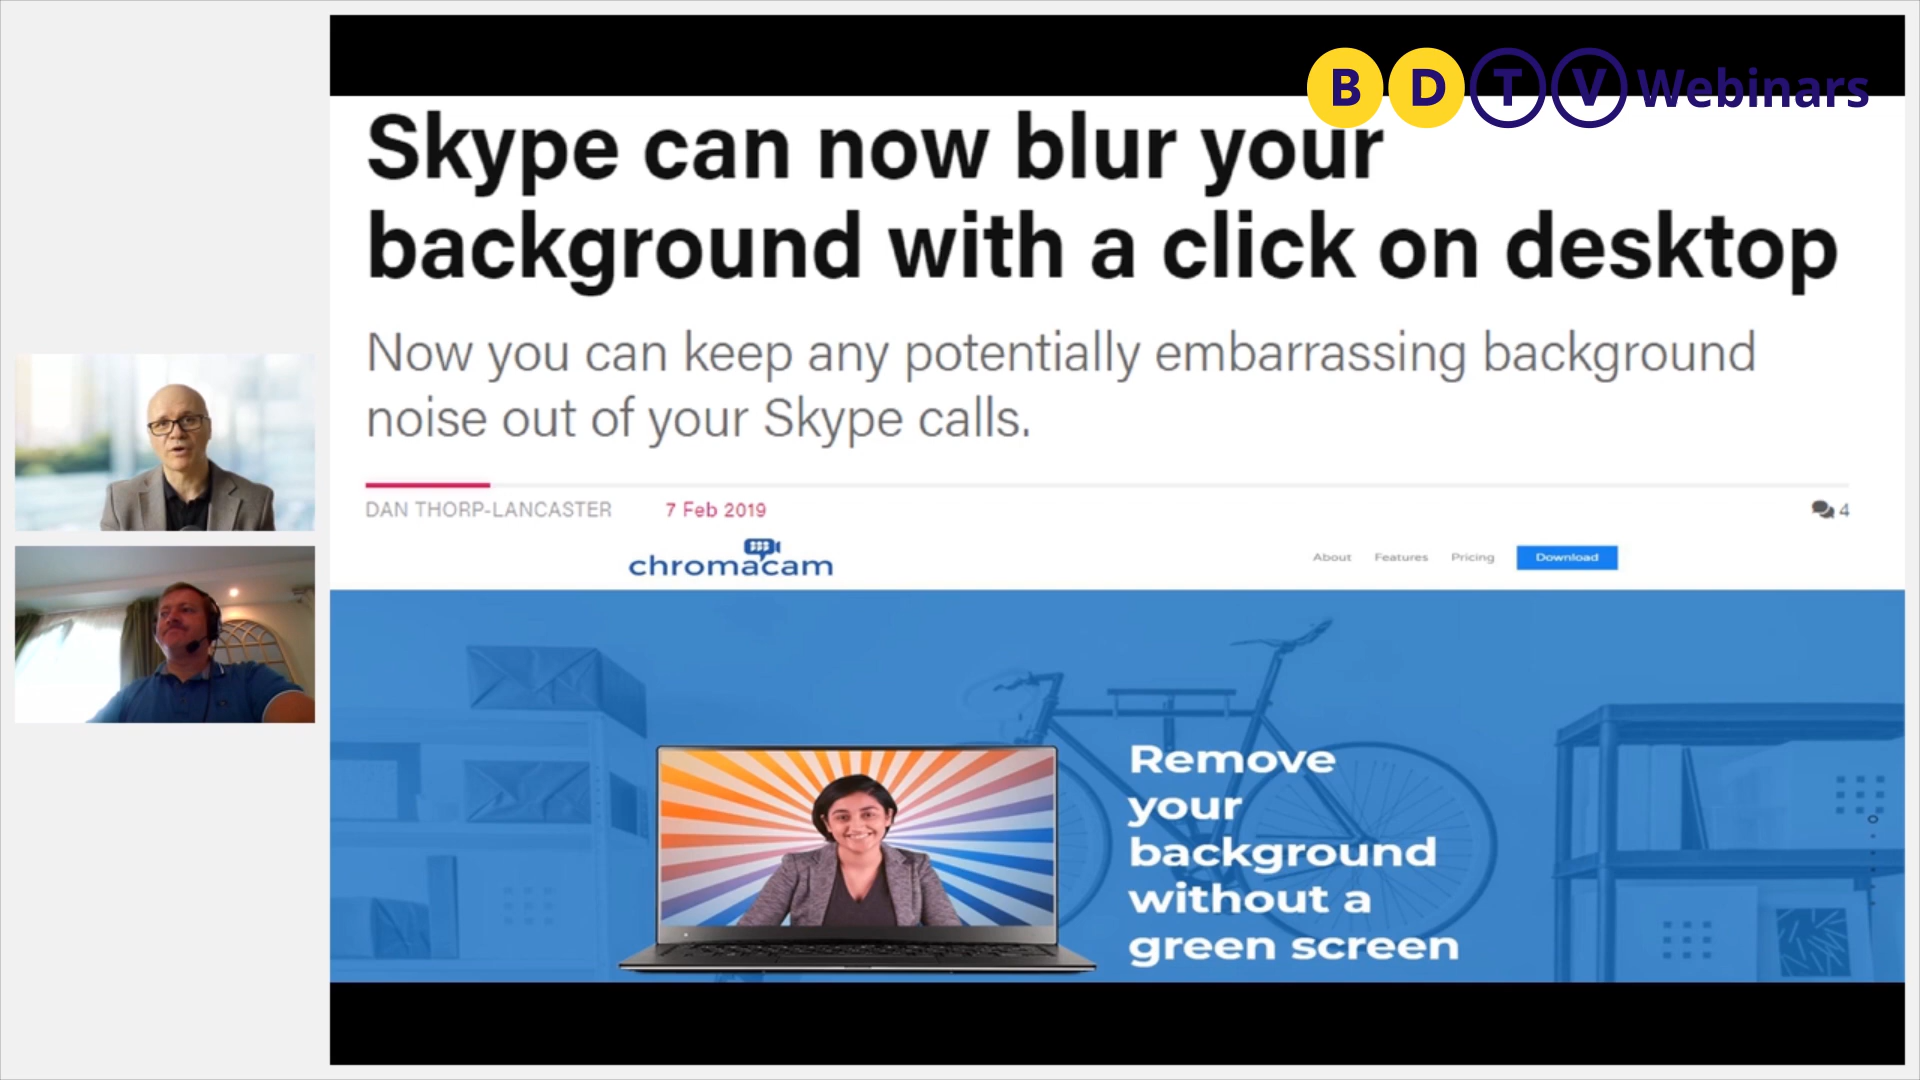 B D T V Webinars
Skype can now blur your
background with a click on desktop
Now you can keep any potentially embarrassing background
noise out of your Skype calls.
DAN THORP-LANCASTER 7 Feb 2019 4
chromacam About Features Pricing Download
Remove
your
background
without a
green screen